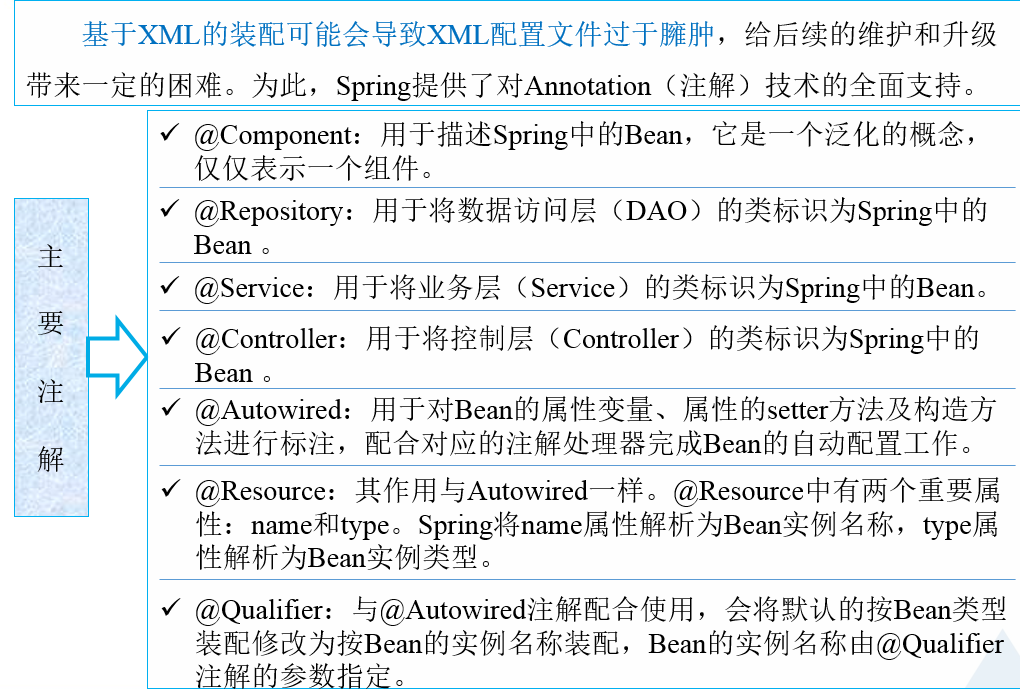 基于XML的装配可能会导致XML配置文件过于臃肿，给后续的维护和升级
带来一定的困难。为此，Spring提供了对Annotation（注解）技术的全面支持。
主
要
注
解
✓ @Component：用于描述Spring中的Bean，它是一个泛化的概念，
仅仅表示一个组件。
✓ @Repository：用于将数据访问层（DAO）的类标识为Spring中的
Bean 。
✓ @Service：用于将业务层（Service）的类标识为Spring中的Bean。
✓ @Controller：用于将控制层（Controller）的类标识为Spring中的
Bean 。
✓ @Autowired：用于对Bean的属性变量、属性的setter方法及构造方
法进行标注，配合对应的注解处理器完成Bean的自动配置工作。
✓ @Resource：其作用与Autowired一样。@Resource中有两个重要属
性：name和type。Spring将name属性解析为Bean实例名称，type属
性解析为Bean实例类型。
✓ @Qualifier：与@Autowired注解配合使用，会将默认的按Bean类型
装配修改为按Bean的实例名称装配，Bean的实例名称由@Qualifier
注解的参数指定。